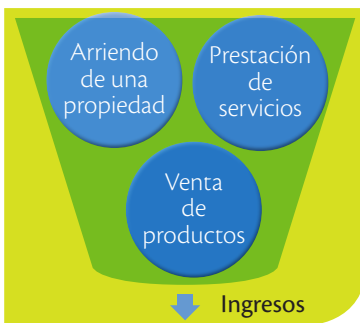 Arriendo
de una
propiedad
Prestación
de
servicios
Venta
de
productos
Ingresos